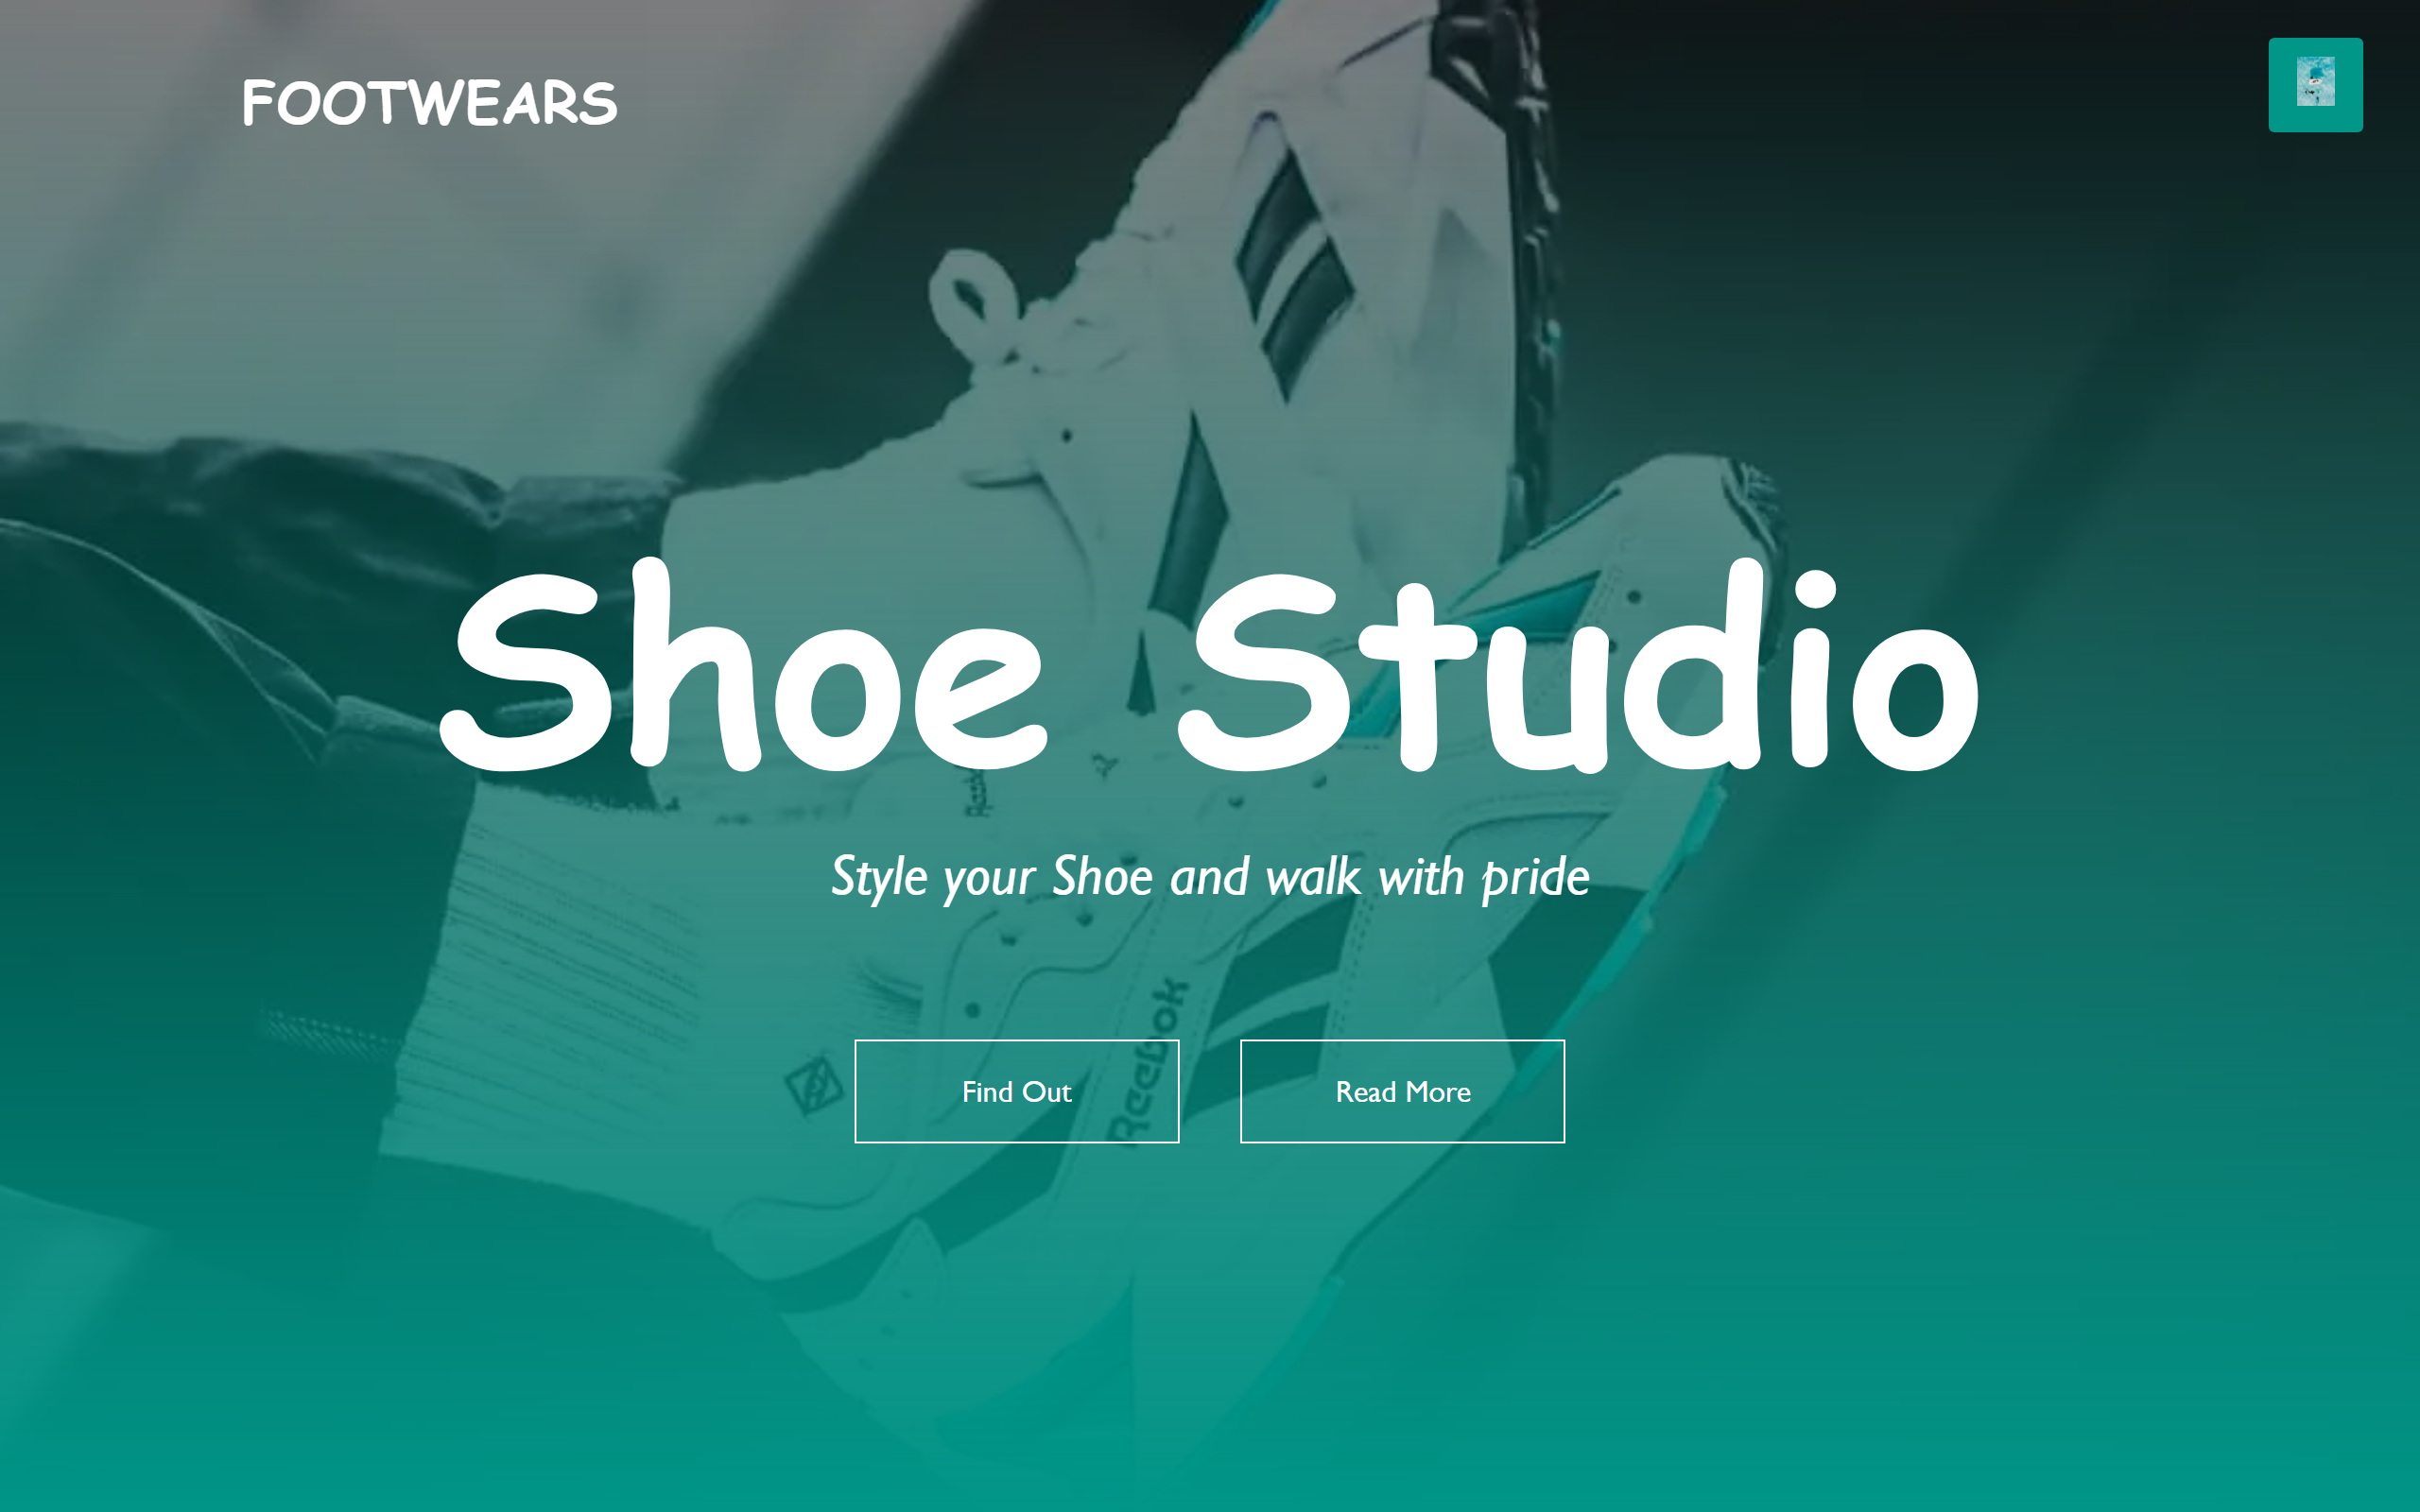 FOOTWEARS
Shoe Studio
Style your Shoe and walk with pride
Find Out
Read More
Reebok